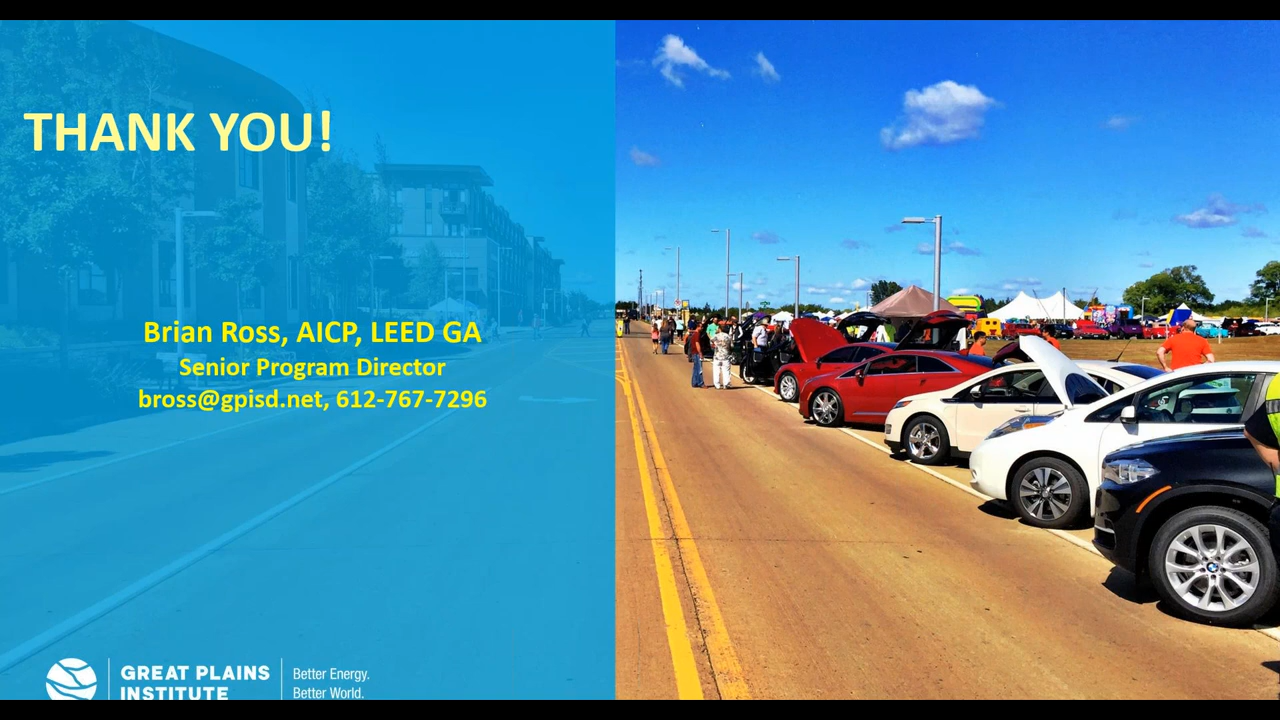 THANK YOU!
Brian Ross, AICP, LEED GA
Senior Program Director
bross@gpisd.net, 612-767-7296
GREAT PLAINS
INSTITUTE
Better Energy.
Better World.